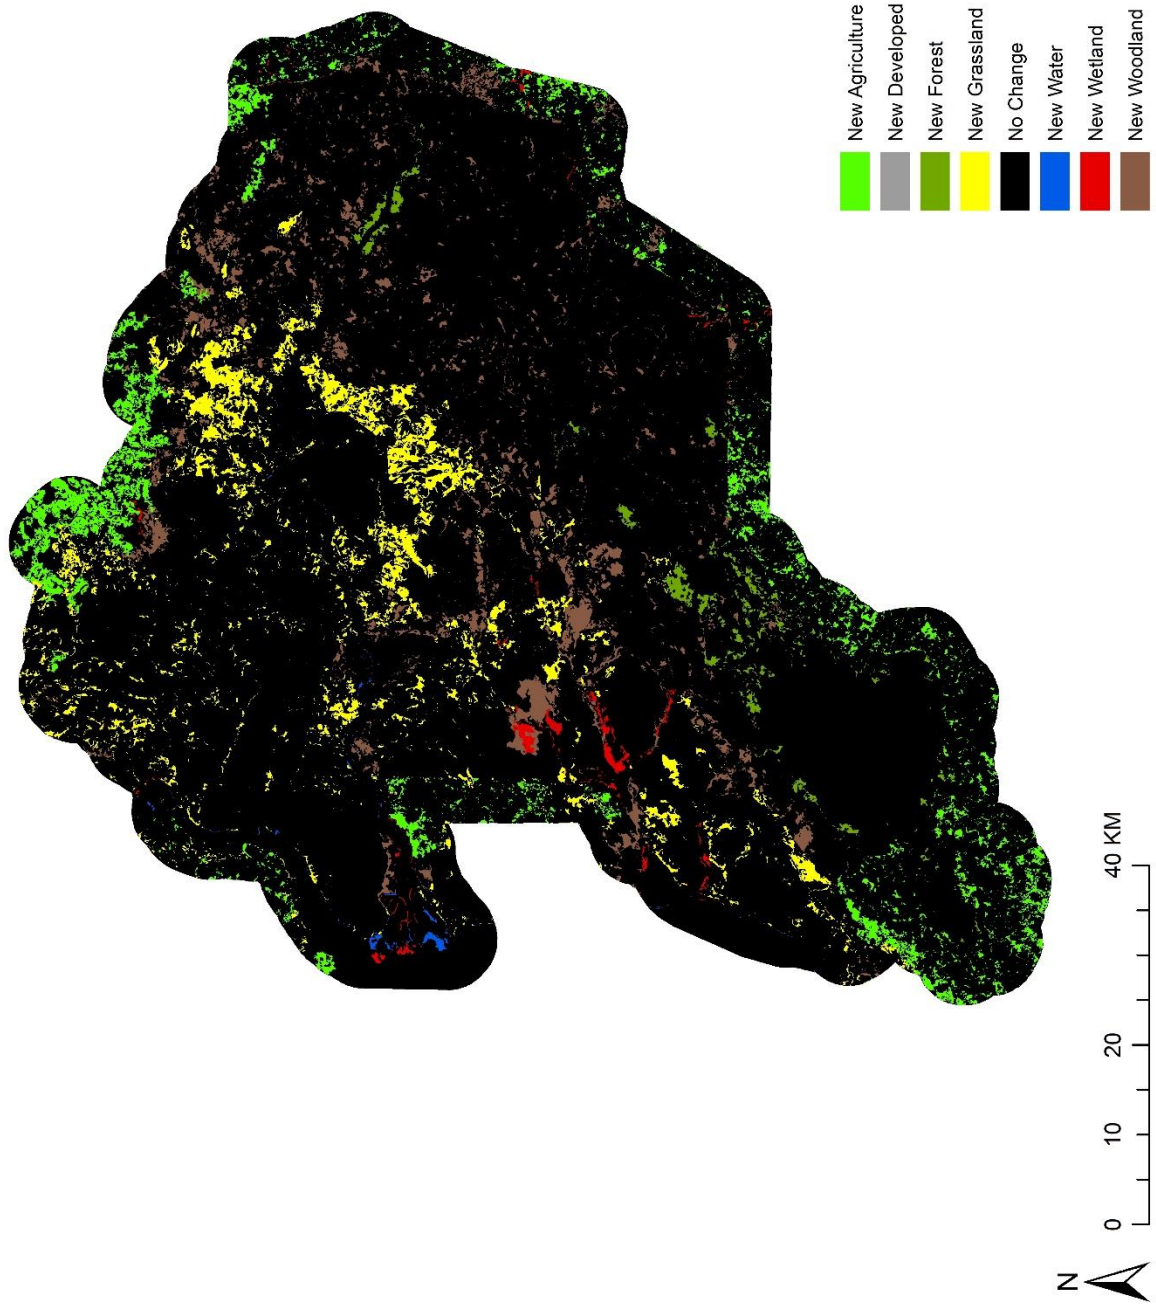 New Agriculture
New Developed
New Forest
New Grassland
No Change
New Water
New Wetland
New Woodland
N
0 10 20 40 KM